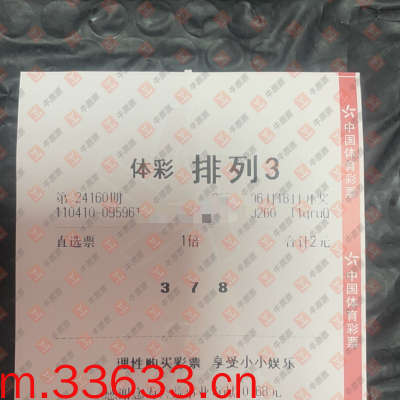 体彩 排列3
第 24160期
110410-095961
直选票 1倍 合计2元
3 7 8
理性购买彩票 享受小小娱乐
m.33633.cn
中国体育彩票
中国体育彩票